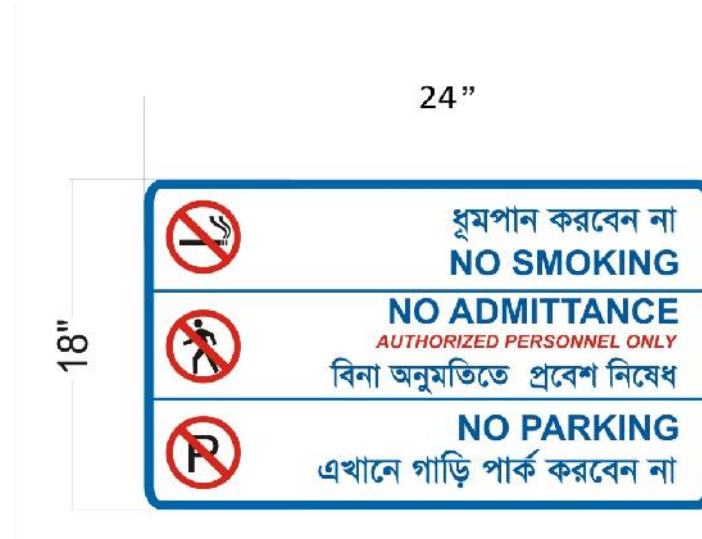 24”
18"
ধূমপান করবেন না
NO SMOKING
NO ADMITTANCE
AUTHORIZED PERSONNEL ONLY
বিনা অনুমতিতে প্রবেশ নিষেধ
P
NO PARKING
এখানে গাড়ি পার্ক করবেন না